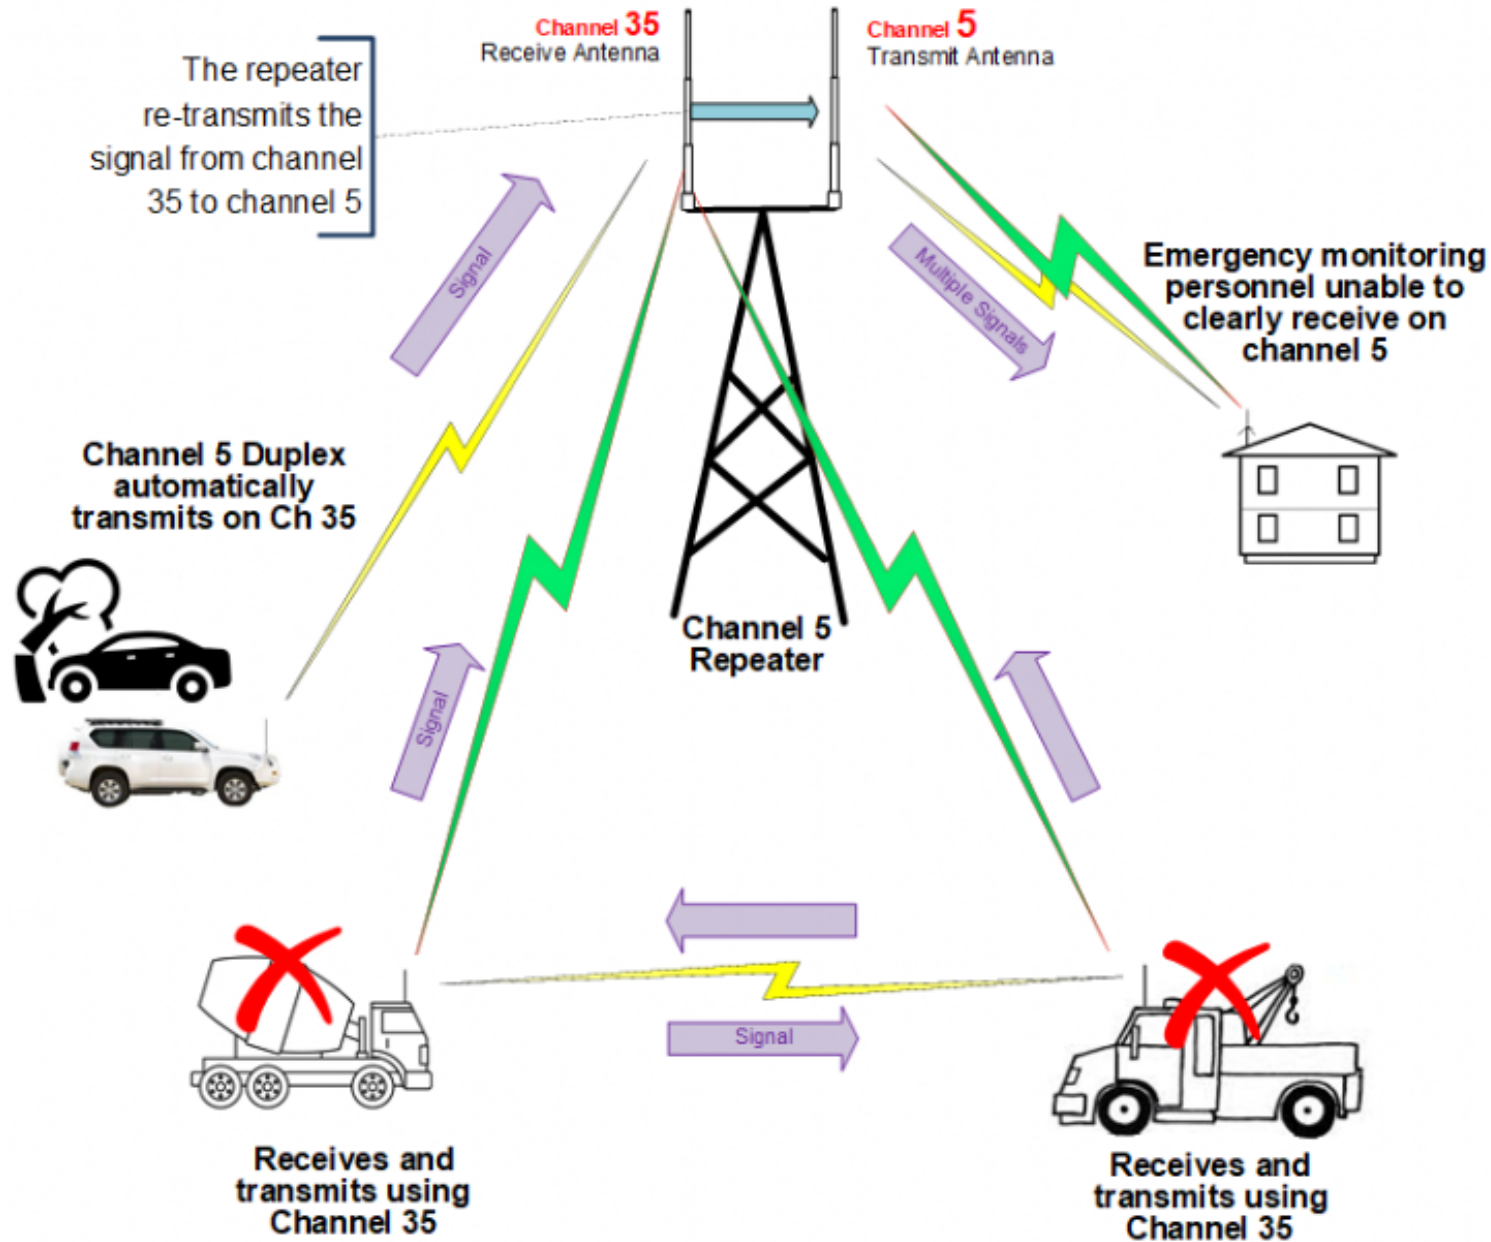 Channel 35
Receive Antenna
Channel 5
Transmit Antenna
The repeater
re-transmits the
signal from channel
35 to channel 5
Signal
Multiple Signals
Emergency monitoring
personnel unable to
clearly receive on
channel 5
Channel 5 Duplex
automatically
transmits on Ch 35
Channel 5
Repeater
Signal
Signal
Receives and
transmits using
Channel 35
Receives and
transmits using
Channel 35